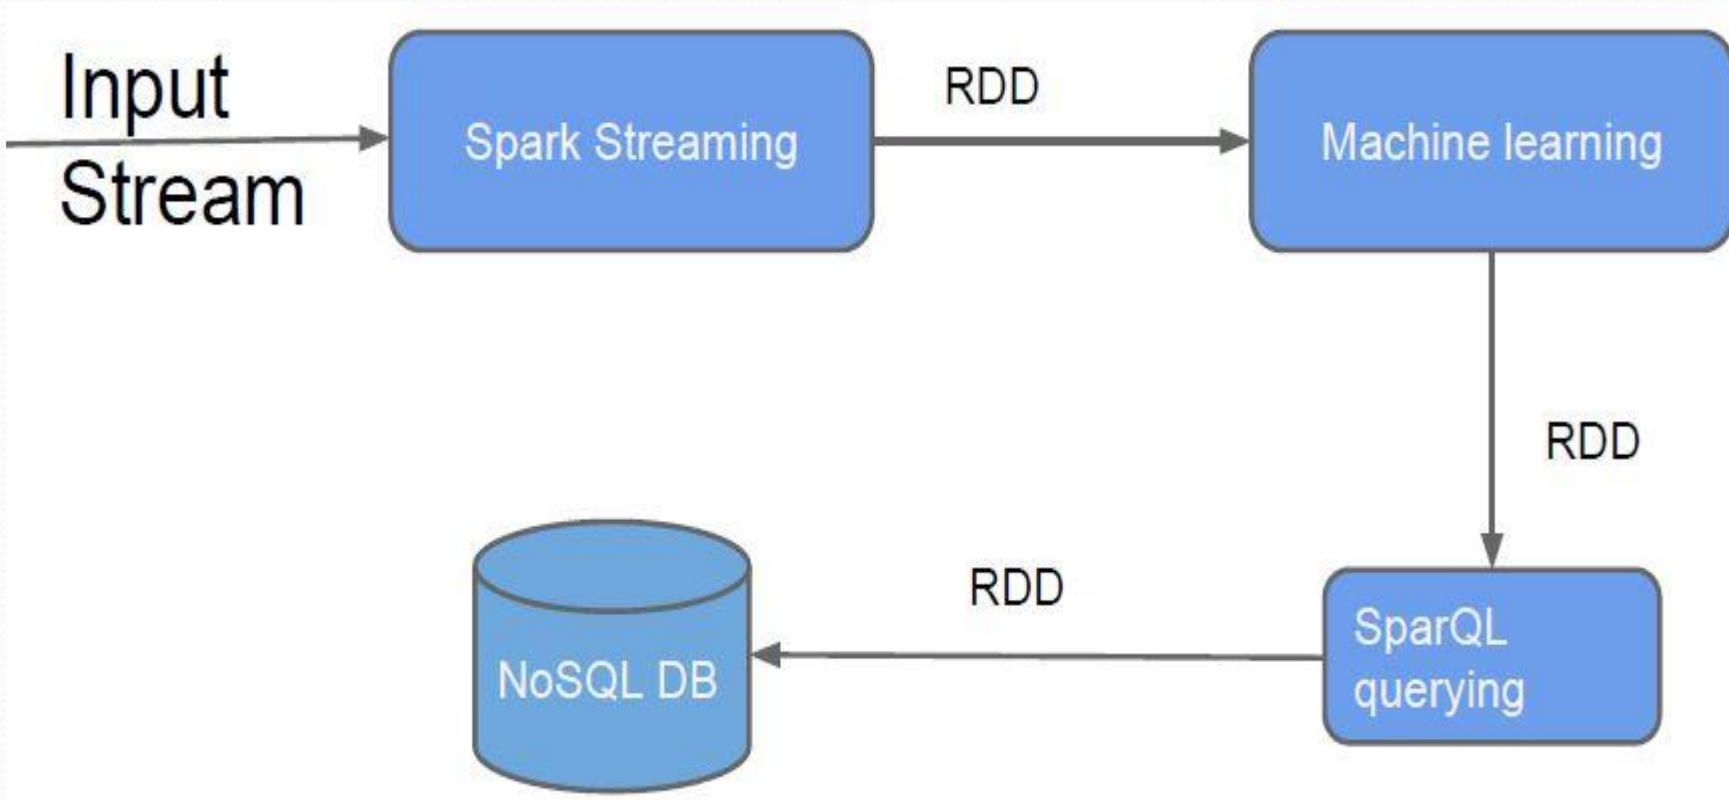 Input
Stream
Spark Streaming
RDD
Machine learning
RDD
SparQL
querying
RDD
NoSQL DB